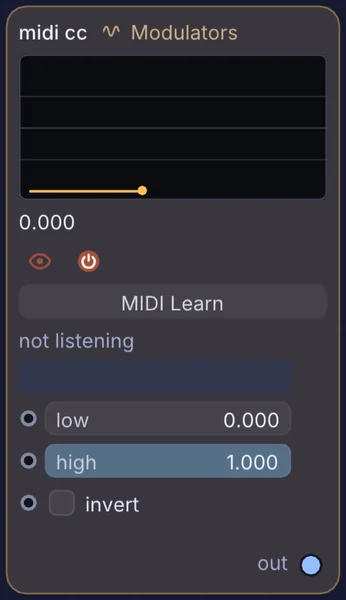 midi cc Modulators
0.000
MIDI Learn
not listening
low 0.000
high 1.000
invert
out